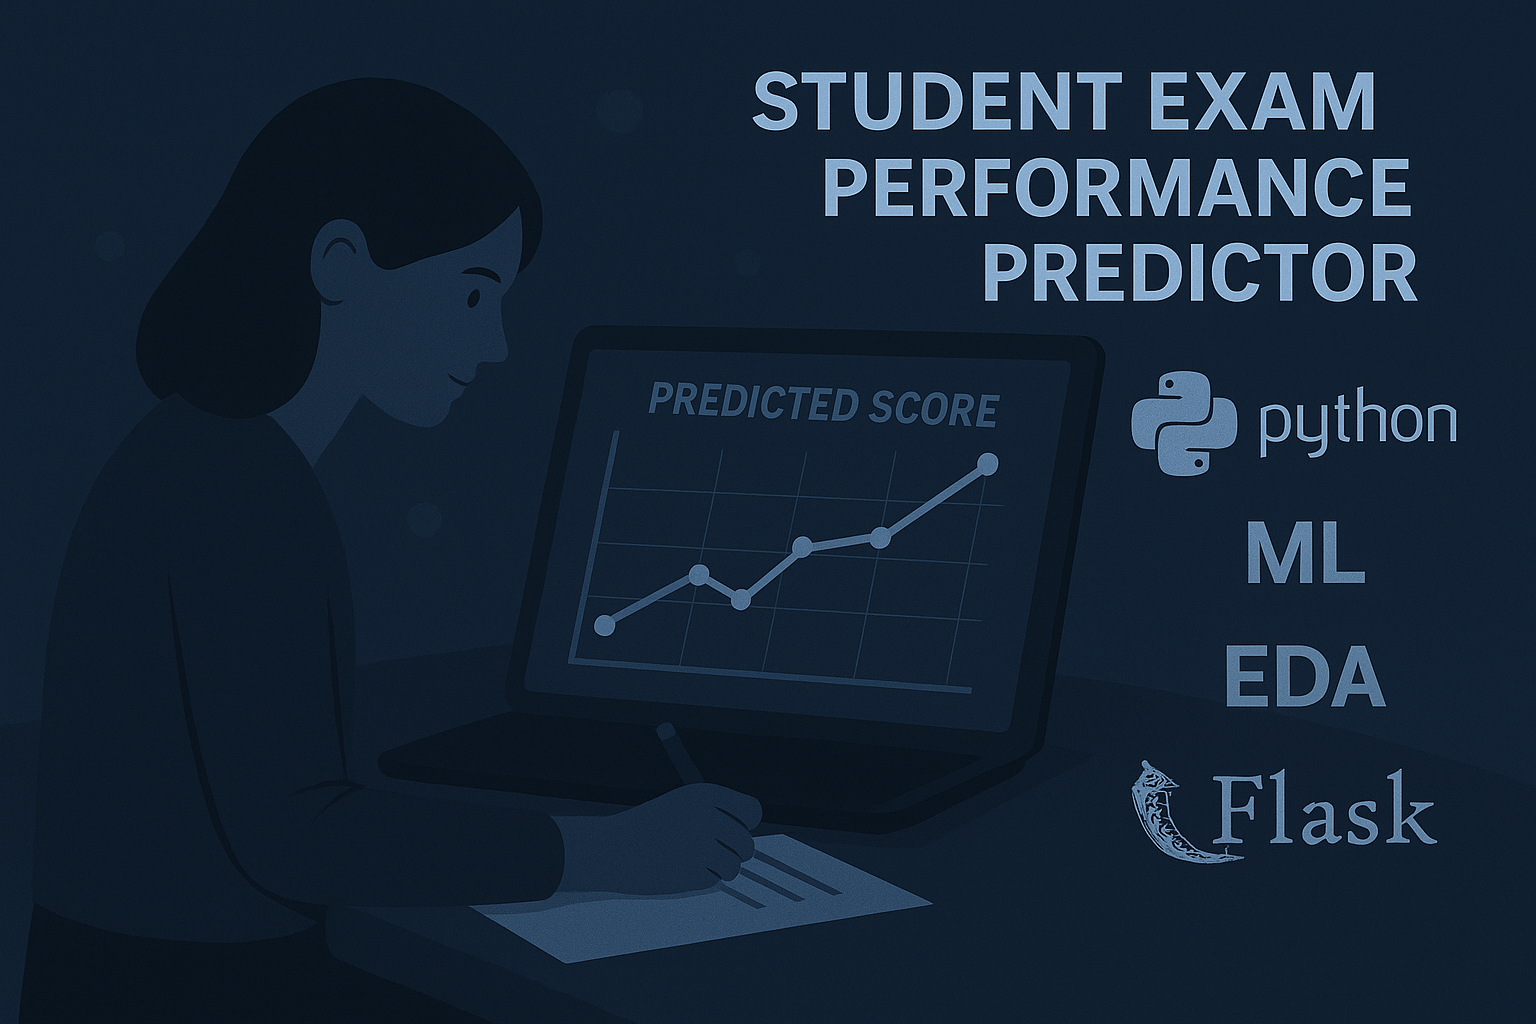 STUDENT EXAM
PERFORMANCE
PREDICTOR
PREDICTED SCORE
python
ML
EDA
Flask